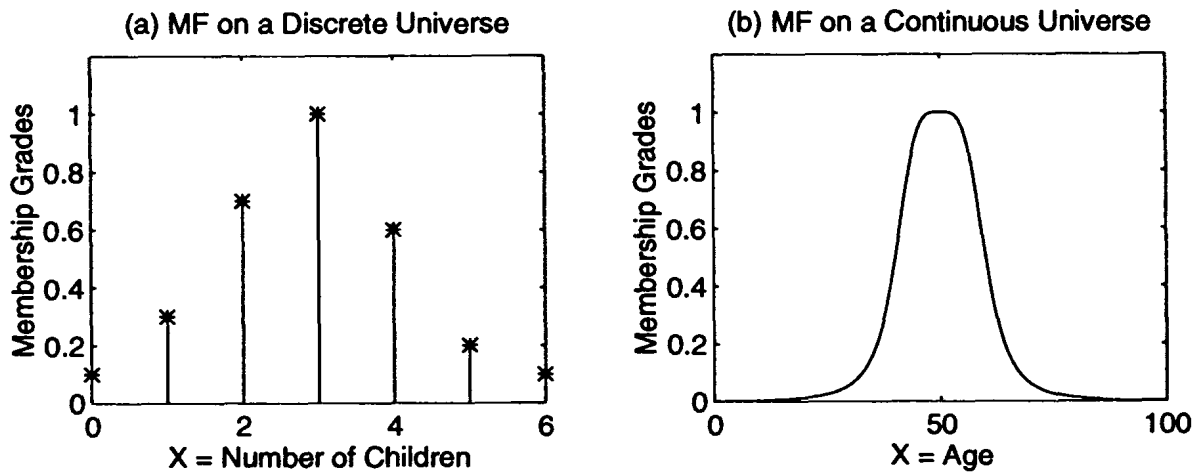 (a) MF on a Discrete Universe
Membership Grades
1
0.8
0.6
0.4
0.2
0
0 2 4 6
X = Number of Children
(b) MF on a Continuous Universe
Membership Grades
1
0.8
0.6
0.4
0.2
0
0 50 100
X = Age